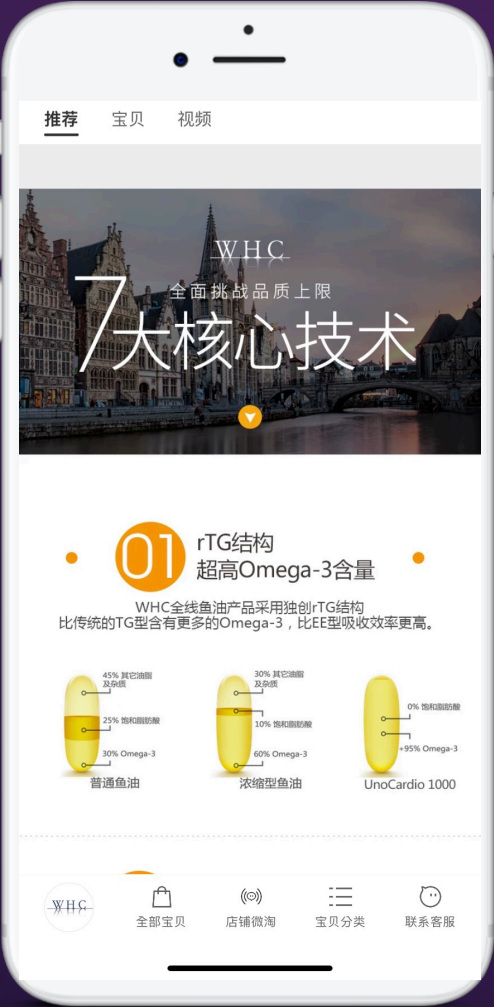 推荐 宝贝 视频
WHC
全面挑战品质上限
7大核心技术
01
rTG结构
超高Omega-3含量
WHC全线鱼油产品采用独创rTG结构
比传统的TG型含有更多的Omega-3，比EE型吸收效率更高。
45% 其它油脂
及杂质
25% 饱和脂肪酸
30% Omega-3
普通鱼油
30% 其它油脂
及杂质
10% 饱和脂肪酸
60% Omega-3
浓缩型鱼油
0% 饱和脂肪酸
+95% Omega-3
UnoCardio 1000
WHC
全部宝贝
店铺微淘
宝贝分类
联系客服